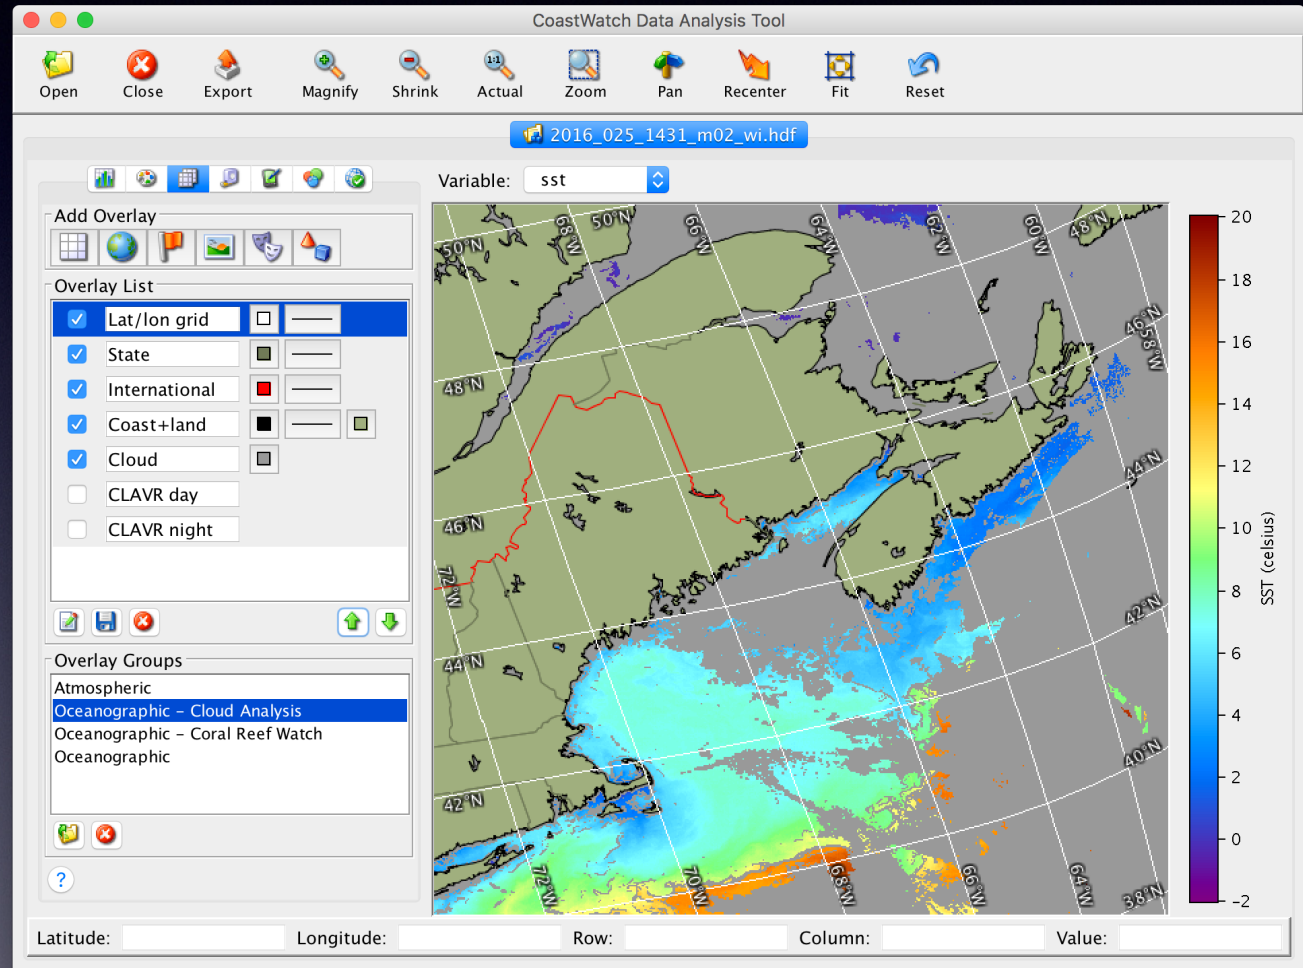 CoastWatch Data Analysis Tool
Open Close Export Magnify Shrink Actual Zoom Pan Recenter Fit Reset
1:1
2016_025_1431_m02_wi.hdf
Variable: sst
Add Overlay
Overlay List
Lat/lon grid
State
International
Coast+land
Cloud
CLAVR day
CLAVR night
Overlay Groups
Atmospheric
Oceanographic – Cloud Analysis
Oceanographic – Coral Reef Watch
Oceanographic
?
50°N 68°W 50°N 66°W 64°W 62°W 60°W 48°N
46°N
58°W
48°N
44°N
46°N
72°W
42°N
44°N
40°N
42°N
72°W 70°W 68°W 66°W 64°W 38°N
20
18
16
14
12
10
8
6
4
2
0
–2
SST (celsius)
Latitude: Longitude: Row: Column: Value: